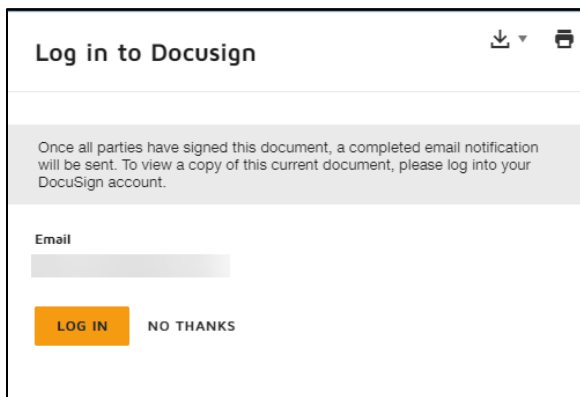 Log in to Docusign
Once all parties have signed this document, a completed email notification
will be sent. To view a copy of this current document, please log into your
DocuSign account.
Email
LOG IN NO THANKS